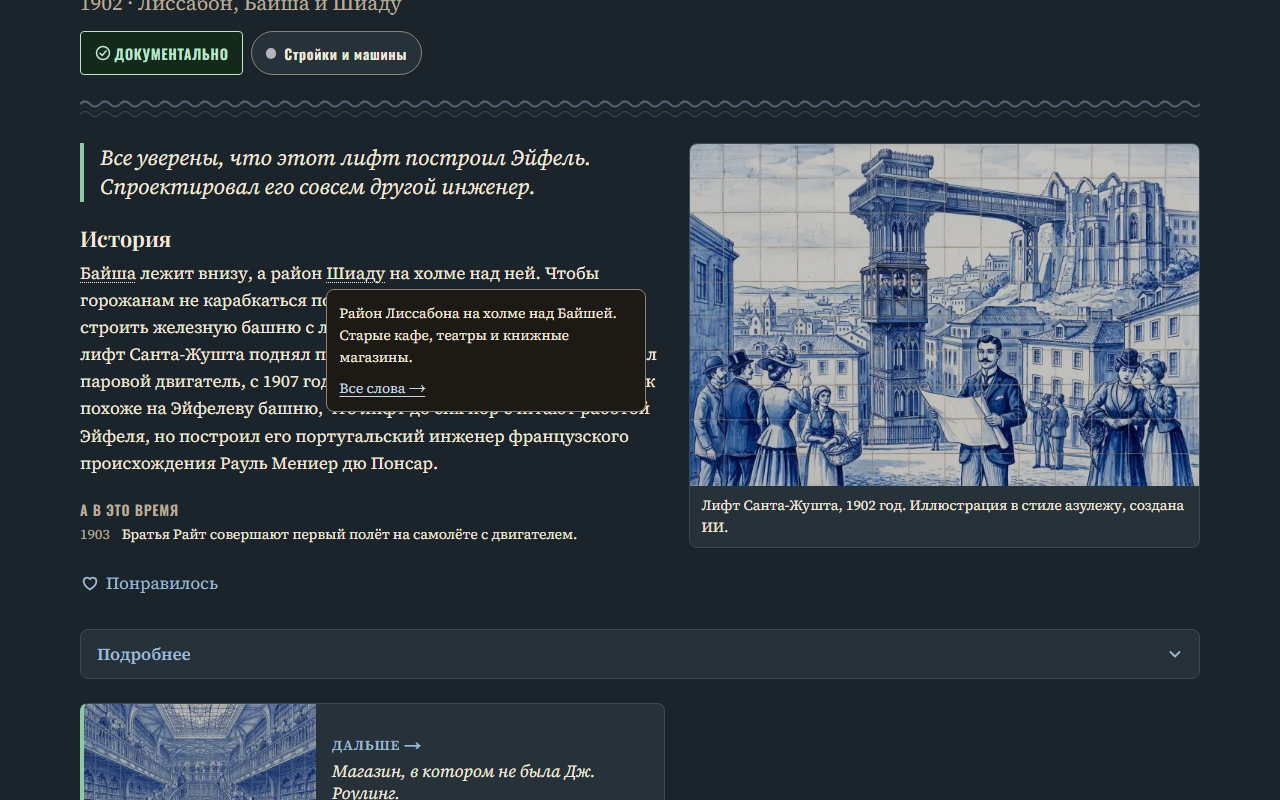 1902 · Лиссабон, Байша и Шиаду
ДОКУМЕНТАЛЬНО
Стройки и машины
Все уверены, что этот лифт построил Эйфель.
Спроектировал его совсем другой инженер.
История
Байша лежит внизу, а район Шиаду на холме над ней. Чтобы
горожанам не карабкаться
строить железную башню с
лифт Санта-Жушта поднял
паровой двигатель, с 1907
похоже на Эйфелеву башню,
Эйфеля, но построил его португальский инженер французского
происхождения Рауль Мениер дю Понсар.
Район Лиссабона на холме над Байшей.
Старые кафе, театры и книжные
магазины.
Все слова →
А В ЭТО ВРЕМЯ
1903 Братья Райт совершают первый полёт на самолёте с двигателем.
Понравилось
Лифт Санта-Жушта, 1902 год. Иллюстрация в стиле азулежу, создана
ИИ.
Подробнее
ДАЛЬШЕ →
Магазин, в котором не была Дж.
Роулинг.